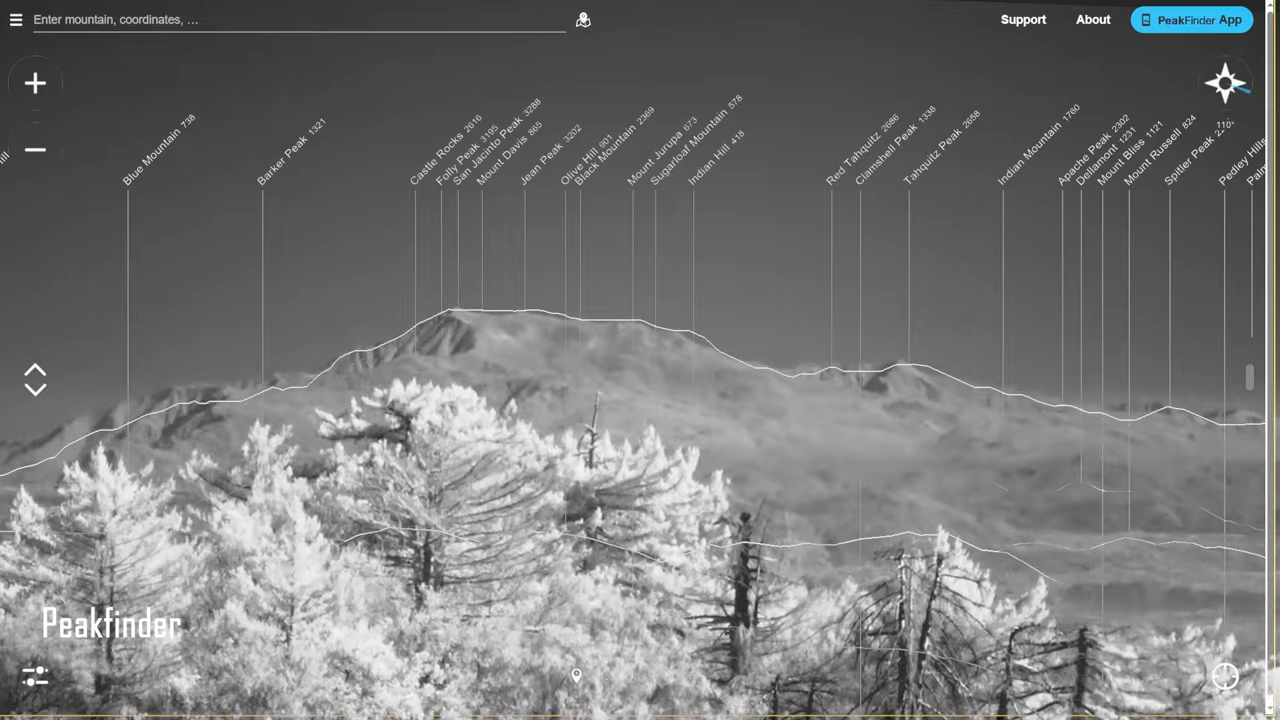 Enter mountain, coordinates, …
Support
About
PeakFinder App
110°
Blue Mountain 738
Barker Peak 1321
Castle Rocks 2616
Folly Peak 3195
San Jacinto Peak 3288
Mount Davis 865
Jean Peak 3202
Olive Hill 901
Black Mountain 2369
Mount Jurupa 673
Sugarloaf Mountain 578
Indian Hill 418
Red Tahquitz 2686
Clamshell Peak 1338
Tahquitz Peak 2658
Indian Mountain 1760
Apache Peak 2302
Dellamont 1231
Mount Bliss 1121
Mount Russell 824
Spitler Peak
Pedley Hills
Peakfinder